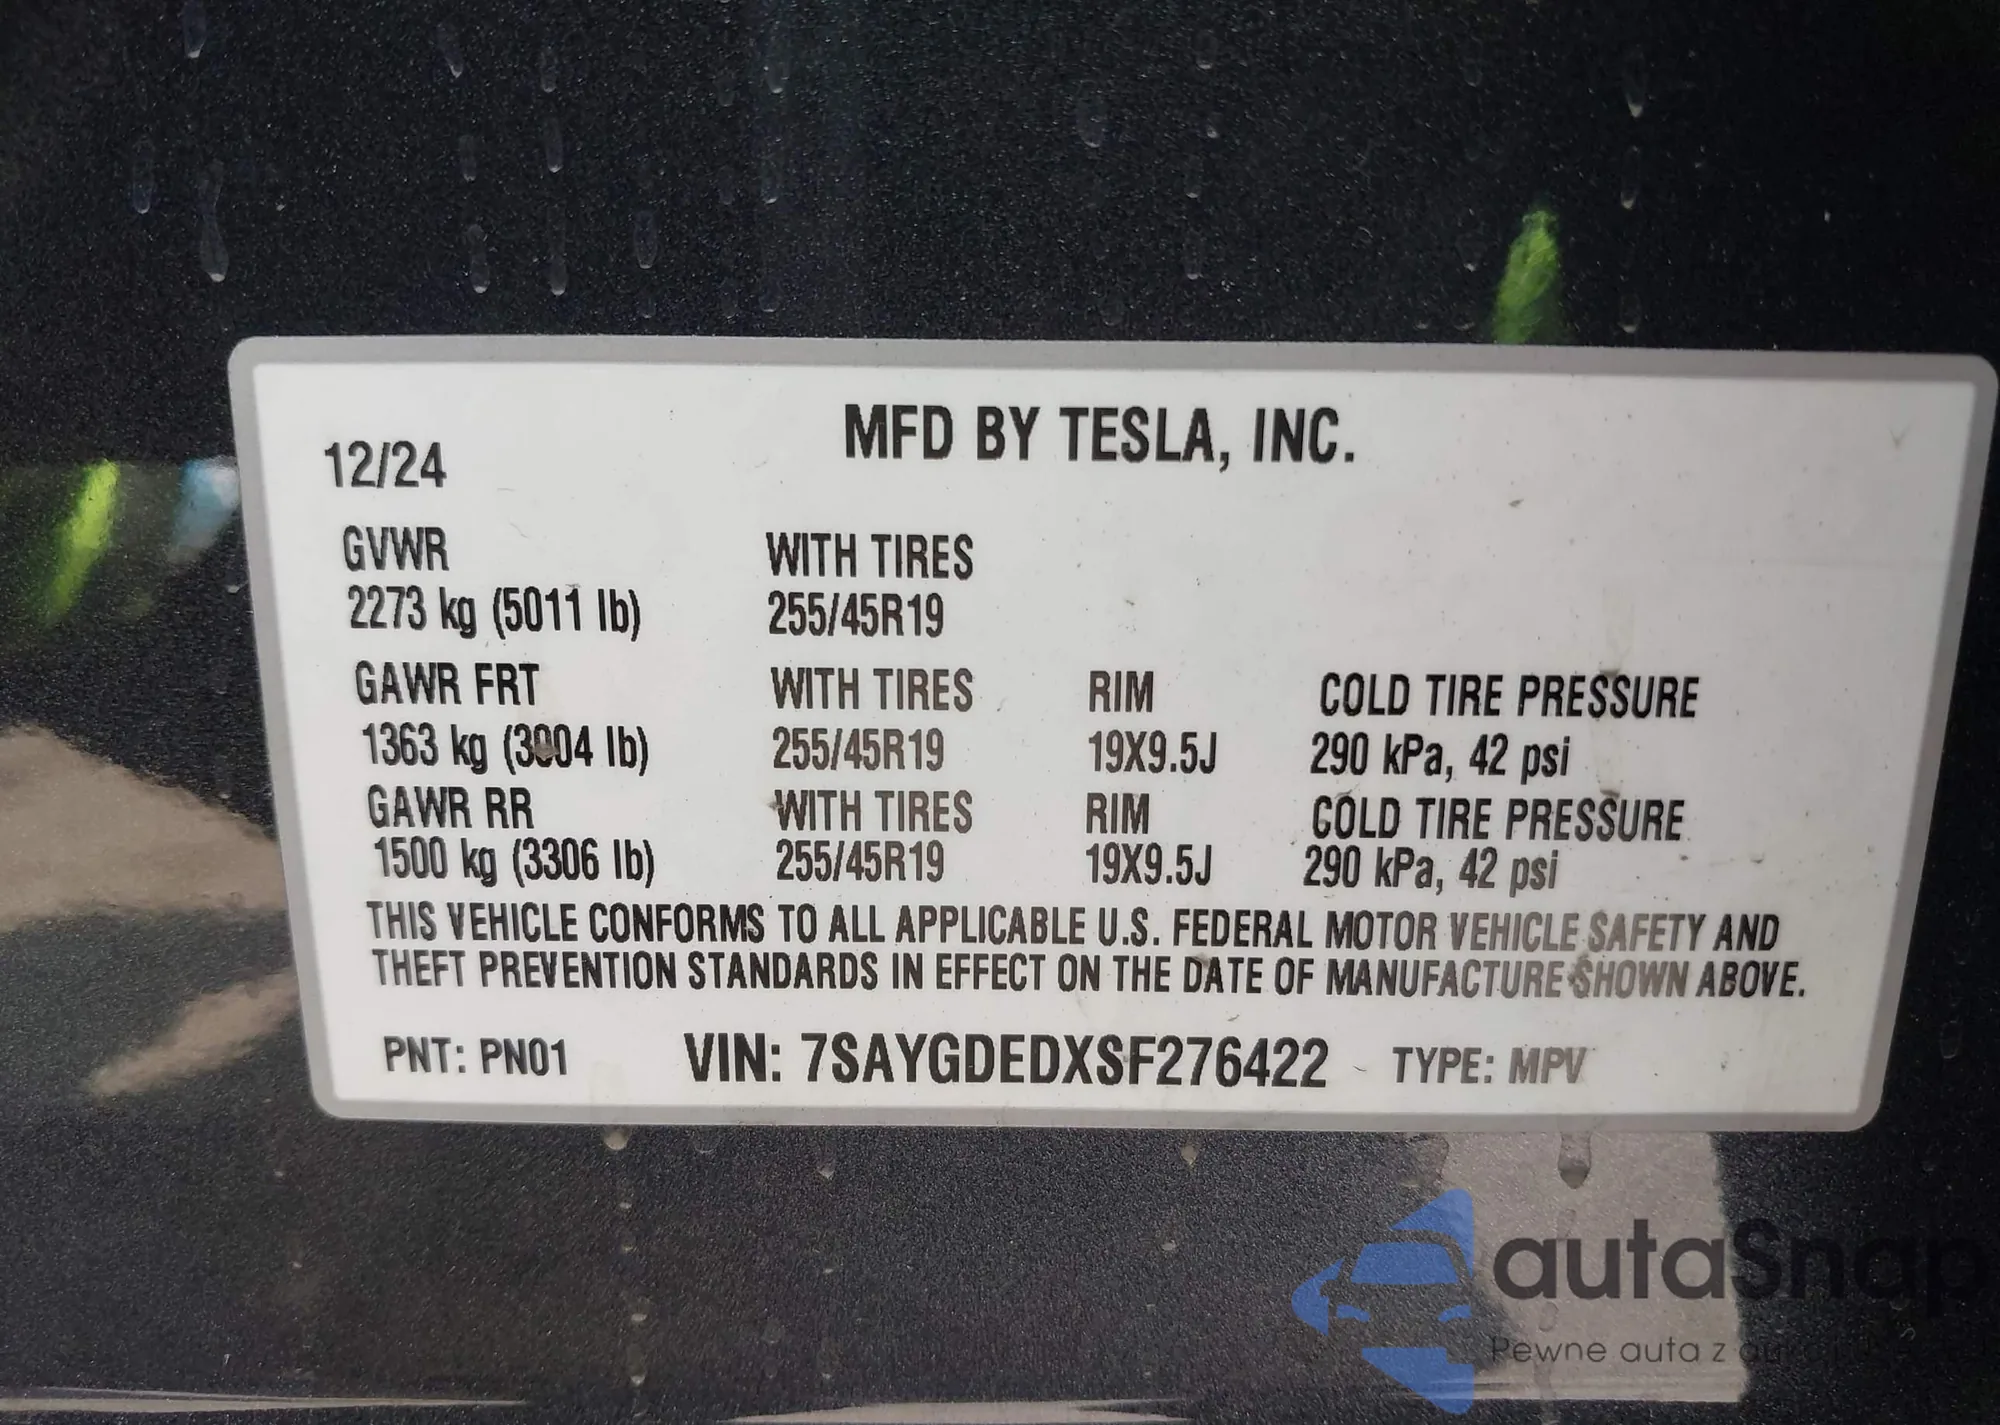 MFD BY TESLA, INC.
12/24
GVWR WITH TIRES
2273 kg (5011 lb) 255/45R19
GAWR FRT WITH TIRES RIM COLD TIRE PRESSURE
1363 kg (3004 lb) 255/45R19 19X9.5J 290 kPa, 42 psi
GAWR RR WITH TIRES RIM COLD TIRE PRESSURE
1500 kg (3306 lb) 255/45R19 19X9.5J 290 kPa, 42 psi
THIS VEHICLE CONFORMS TO ALL APPLICABLE U.S. FEDERAL MOTOR VEHICLE SAFETY AND
THEFT PREVENTION STANDARDS IN EFFECT ON THE DATE OF MANUFACTURE SHOWN ABOVE.
PNT: PN01 VIN: 7SAYGDEDXSF276422 TYPE: MPV
autaSnap
Pewne auta z